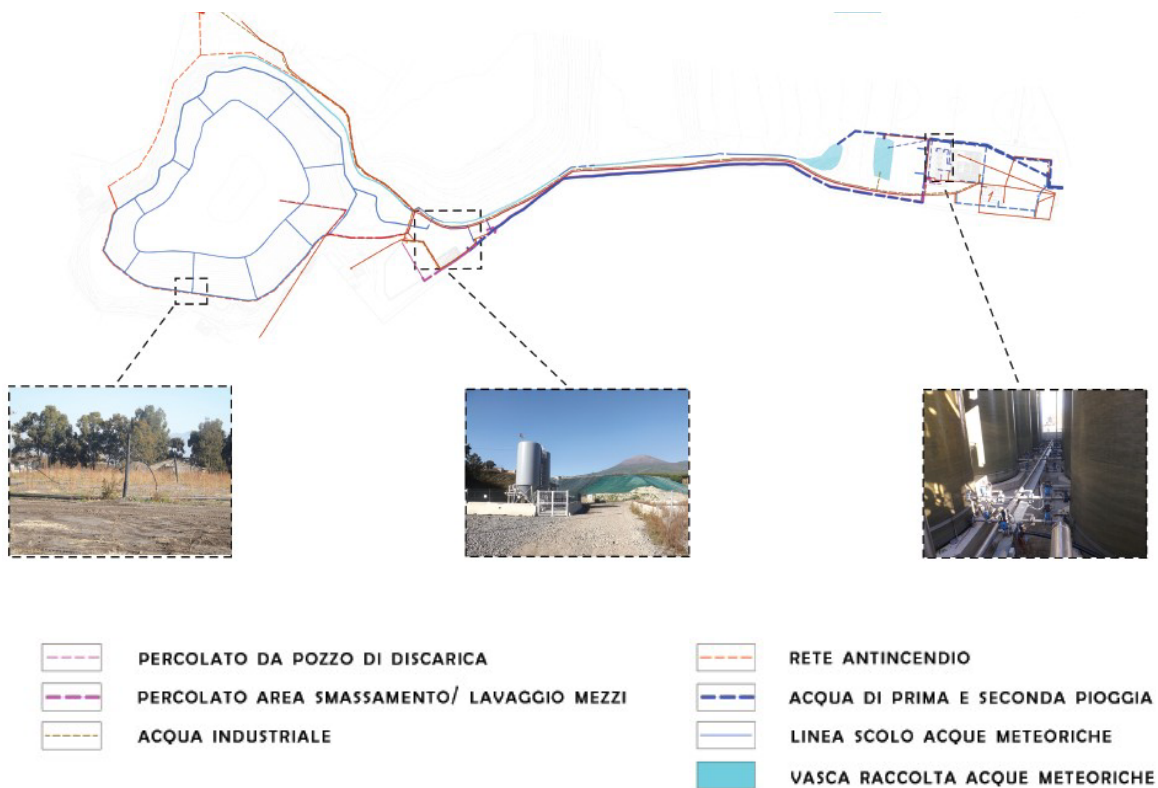 PERCOLATO DA POZZO DI DISCARICA
PERCOLATO AREA SMASSAMENTO/ LAVAGGIO MEZZI
ACQUA INDUSTRIALE
RETE ANTINCENDIO
ACQUA DI PRIMA E SECONDA PIOGGIA
LINEA SCOLO ACQUE METEORICHE
VASCA RACCOLTA ACQUE METEORICHE